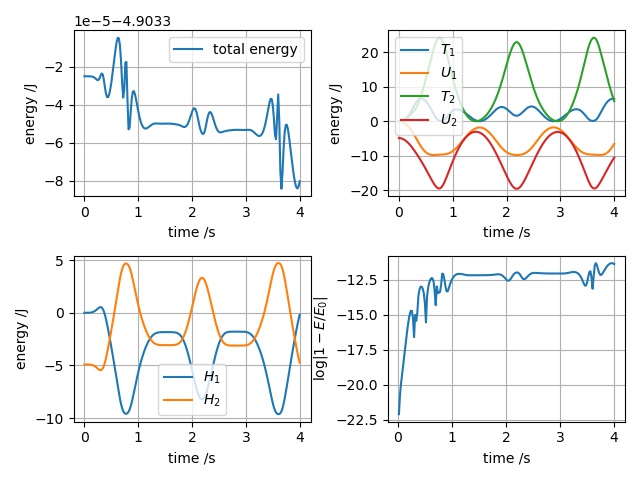 1e−5−4.9033
total energy
−2
−4
−6
−8
energy /J
0 1 2 3 4
time /s
T₁
U₁
T₂
U₂
20
10
0
−10
−20
energy /J
0 1 2 3 4
time /s
H₁
H₂
5
0
−5
−10
energy /J
0 1 2 3 4
time /s
−12.5
−15.0
−17.5
−20.0
−22.5
log|1 − E/E0|
0 1 2 3 4
time /s